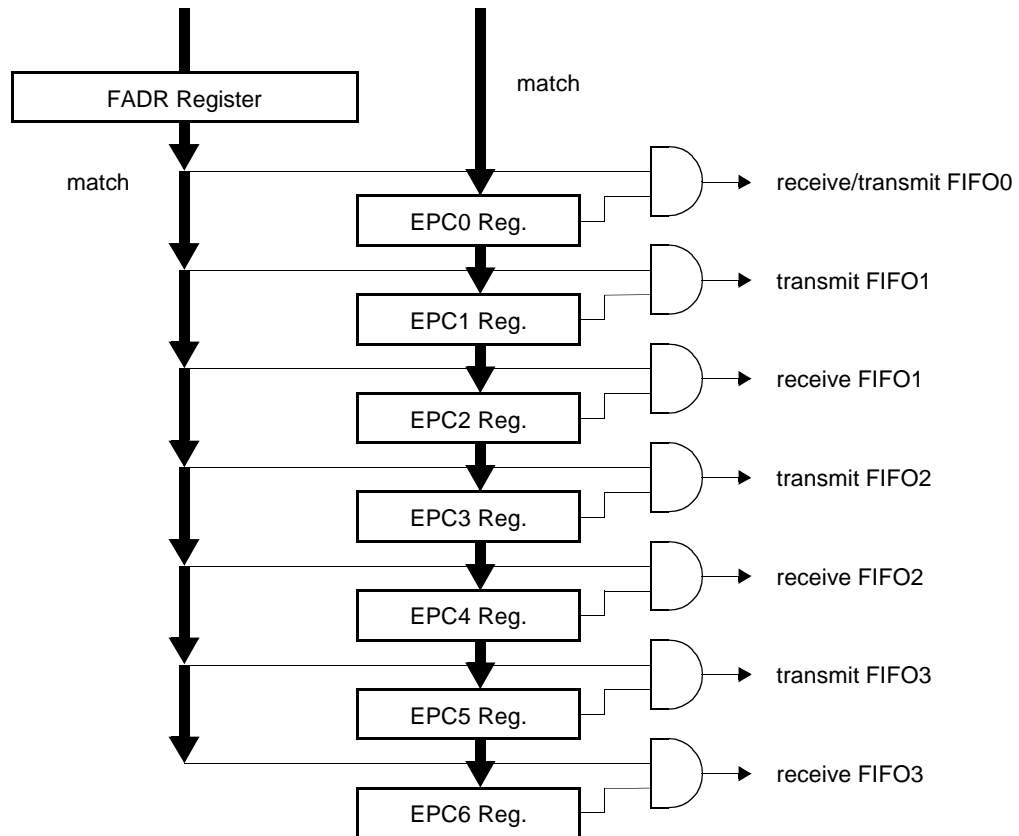 match
FADR Register
match
receive/transmit FIFO0
EPC0 Reg.
transmit FIFO1
EPC1 Reg.
receive FIFO1
EPC2 Reg.
transmit FIFO2
EPC3 Reg.
receive FIFO2
EPC4 Reg.
transmit FIFO3
EPC5 Reg.
receive FIFO3
EPC6 Reg.